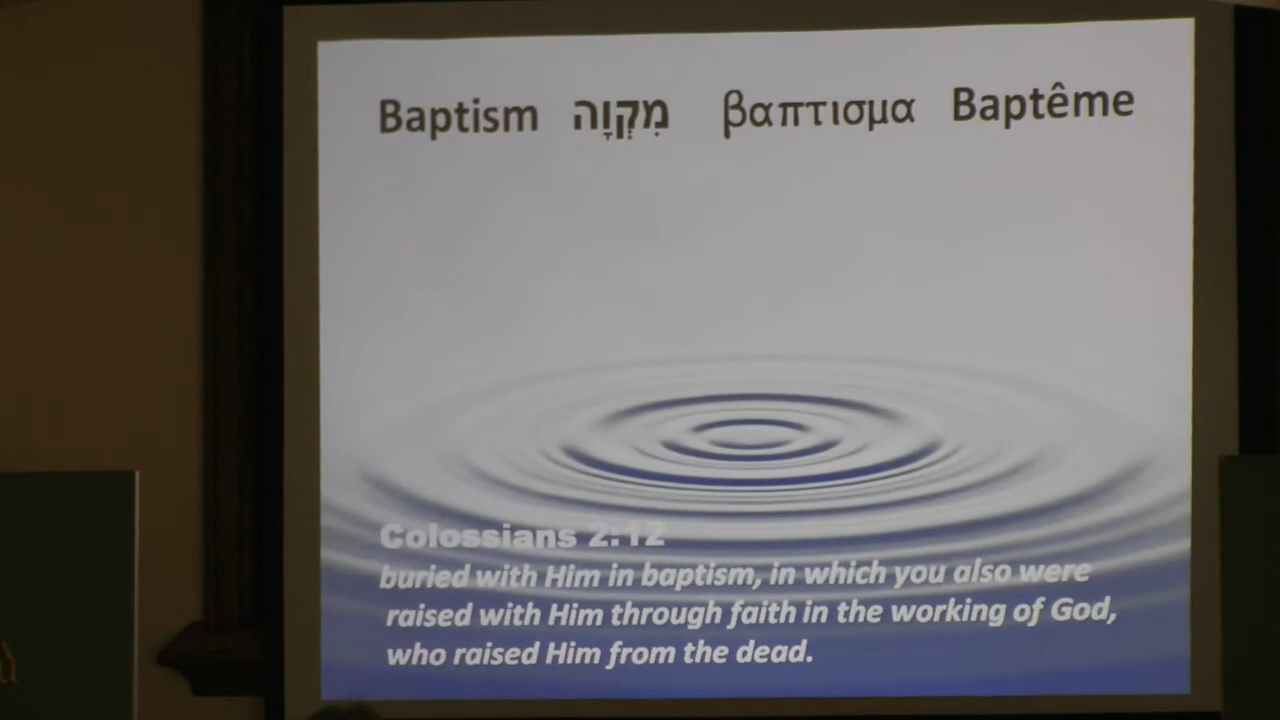 Baptism מִקְוָה βαπτισμα Baptême
Colossians 2:12
buried with Him in baptism, in which you also were
raised with Him through faith in the working of God,
who raised Him from the dead.